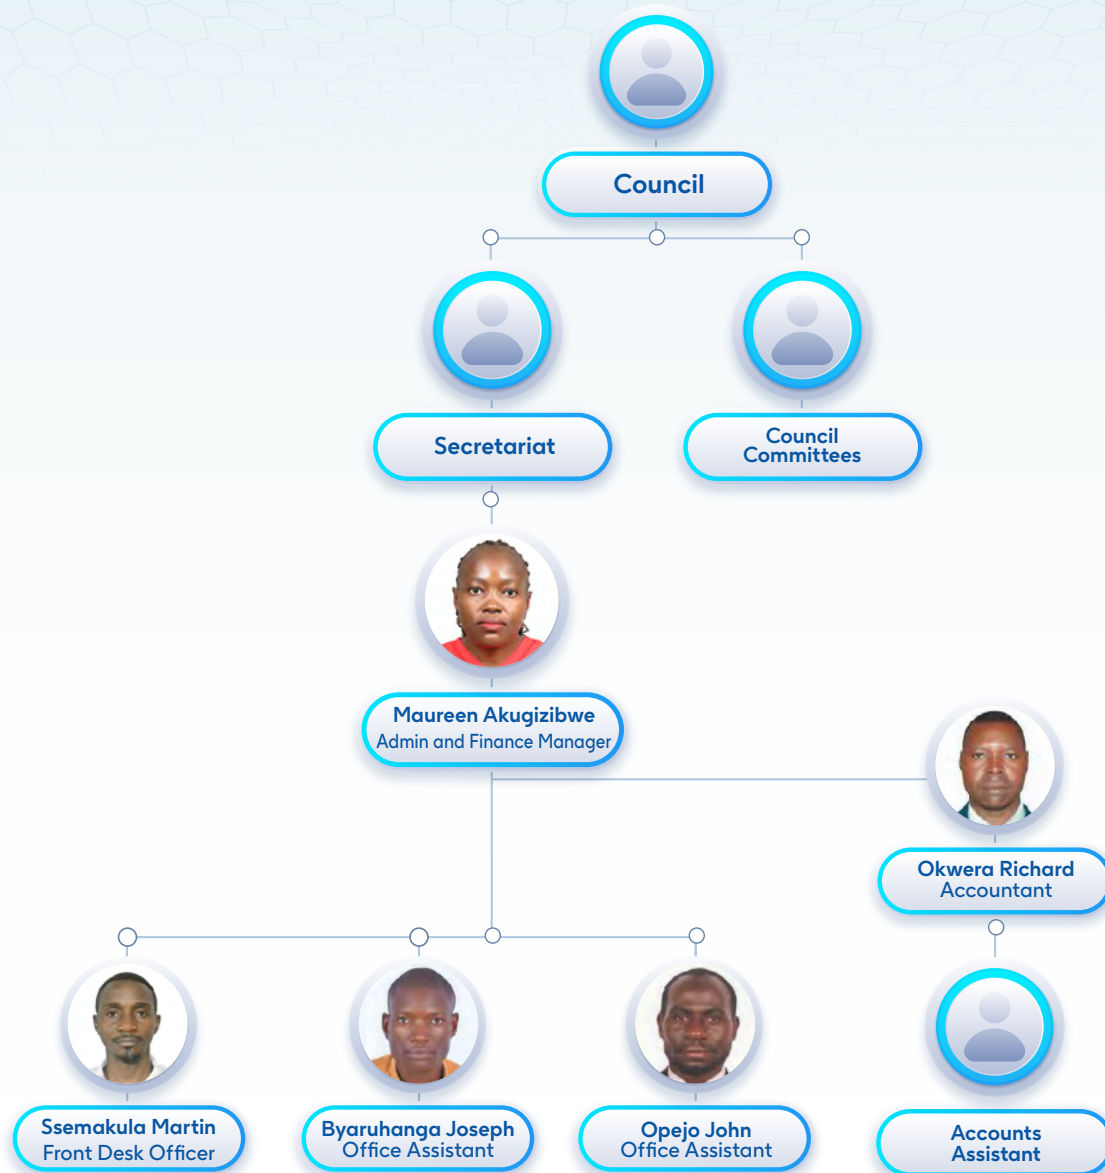 Council
Secretariat
Council
Committees
Maureen Akugizibwe
Admin and Finance Manager
Okwera Richard
Accountant
Ssemakula Martin
Front Desk Officer
Byaruhanga Joseph
Office Assistant
Opejo John
Office Assistant
Accounts
Assistant